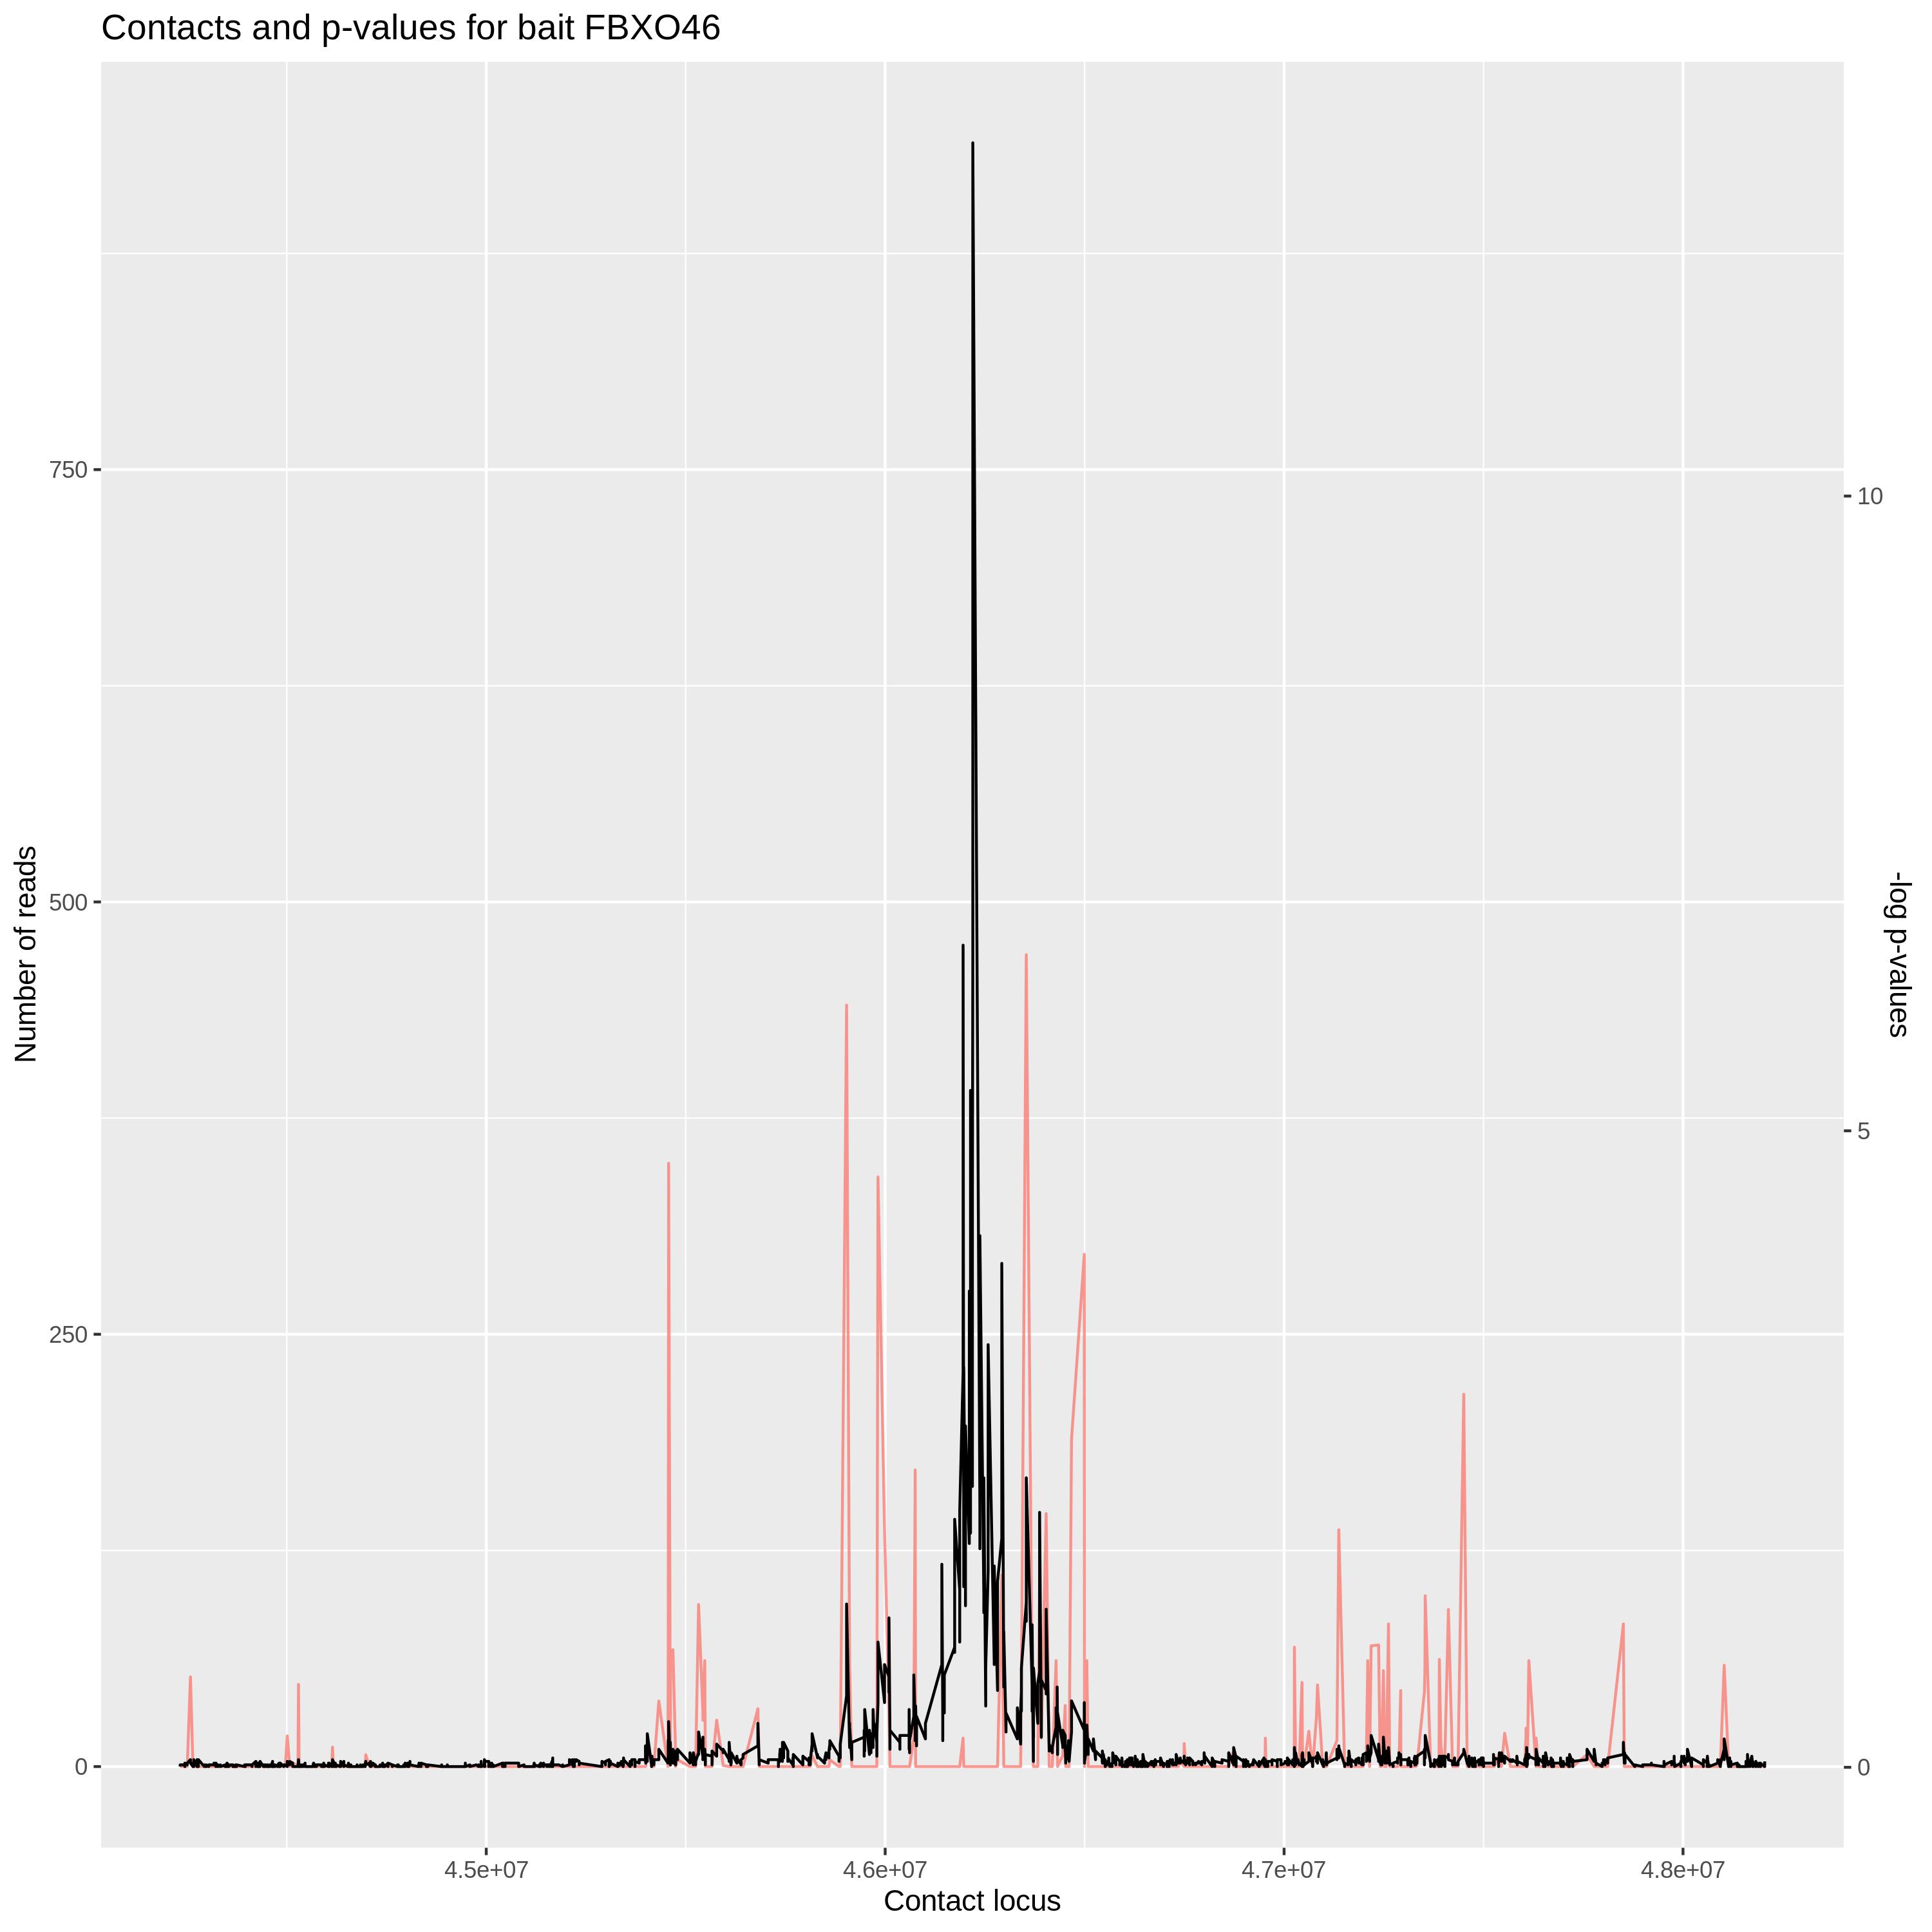 Contacts and p-values for bait FBXO46
Number of reads
750
500
250
0
10
5
0
-log p-values
4.5e+07
4.6e+07
4.7e+07
4.8e+07
Contact locus